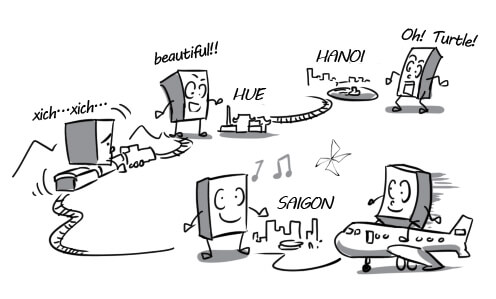 Oh! Turtle!
HANOI
beautiful!!
HUE
xich...xich...
SAIGON